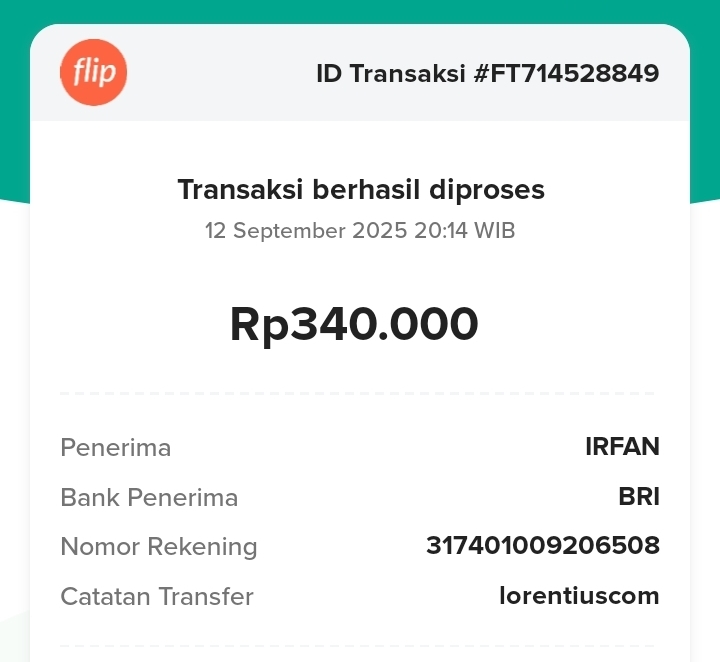 flip
ID Transaksi #FT714528849
Transaksi berhasil diproses
12 September 2025 20:14 WIB
Rp340.000
Penerima IRFAN
Bank Penerima BRI
Nomor Rekening 317401009206508
Catatan Transfer lorentiuscom